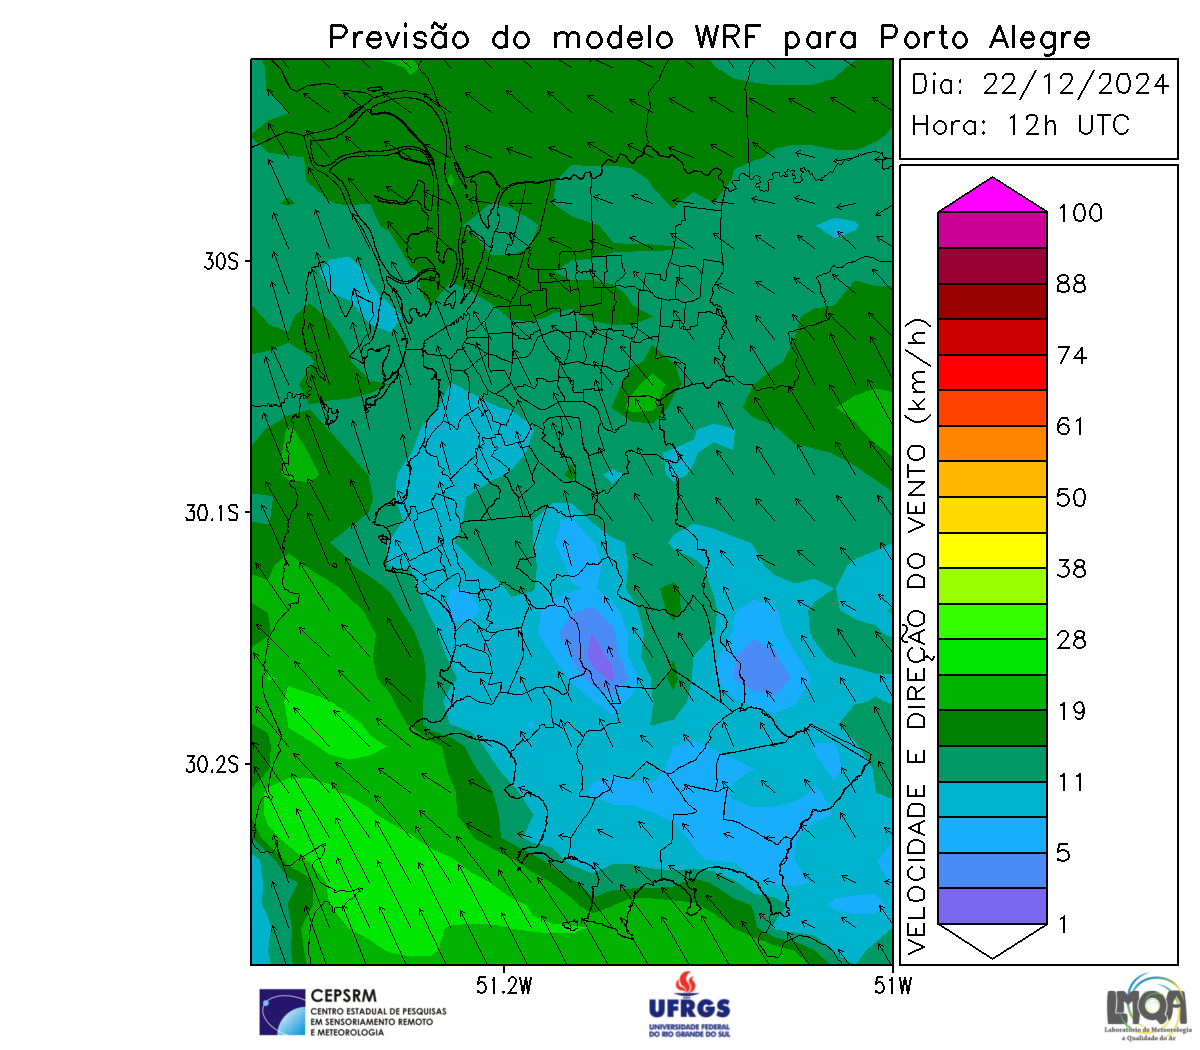 Previsão do modelo WRF para Porto Alegre
Dia: 22/12/2024
Hora: 12h UTC
30S
30.1S
30.2S
51.2W
51W
VELOCIDADE E DIREÇÃO DO VENTO (km/h)
100
88
74
61
50
38
28
19
11
5
1
CEPSRM
CENTRO ESTADUAL DE PESQUISAS
EM SENSORIAMENTO REMOTO
E METEOROLOGIA
UFRGS
UNIVERSIDADE FEDERAL
DO RIO GRANDE DO SUL
LMQA
Laboratório de Meteorologia
e Qualidade do Ar